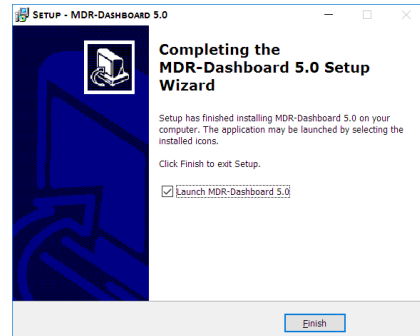 SETUP - MDR-DASHBOARD 5.0
Completing the
MDR-Dashboard 5.0 Setup
Wizard
Setup has finished installing MDR-Dashboard 5.0 on your
computer. The application may be launched by selecting the
installed icons.
Click Finish to exit Setup.
Launch MDR-Dashboard 5.0
Finish